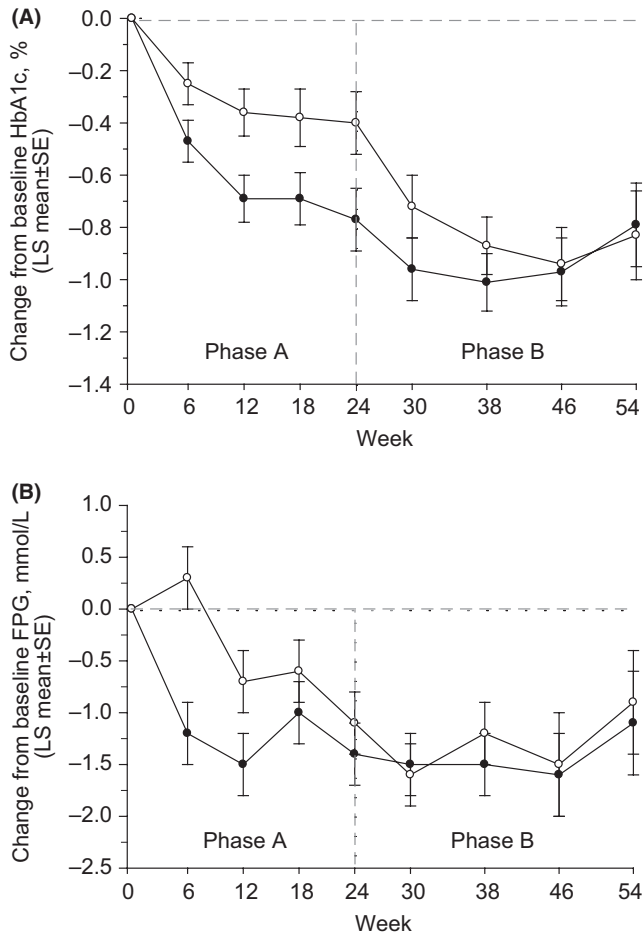 (A)
Change from baseline HbA1c, %
(LS mean±SE)
0.0
–0.2
–0.4
–0.6
–0.8
–1.0
–1.2
–1.4
Phase A
Phase B
0 6 12 18 24 30 38 46 54
Week
(B)
Change from baseline FPG, mmol/L
(LS mean±SE)
1.0
0.5
0.0
–0.5
–1.0
–1.5
–2.0
–2.5
Phase A
Phase B
0 6 12 18 24 30 38 46 54
Week